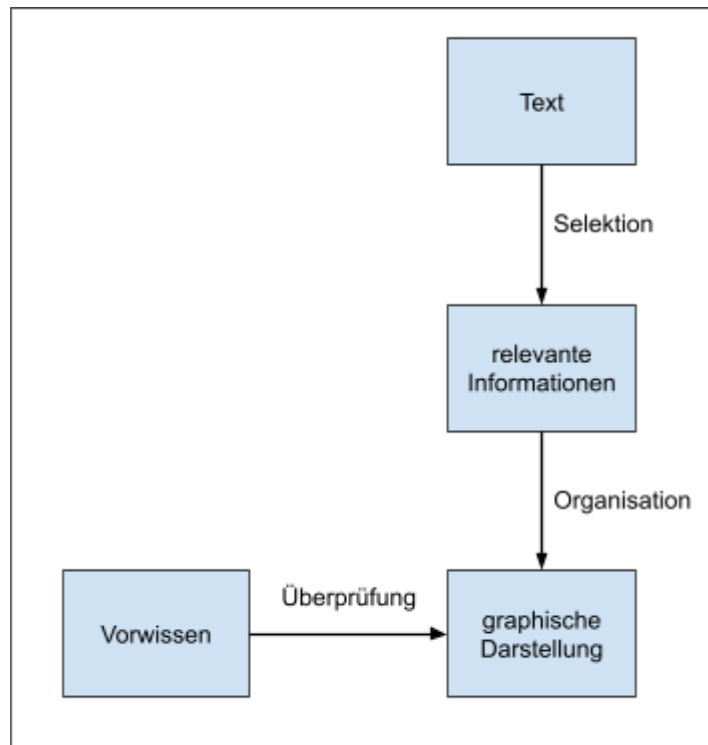 Text
Selektion
relevante
Informationen
Organisation
Vorwissen
Überprüfung
graphische
Darstellung